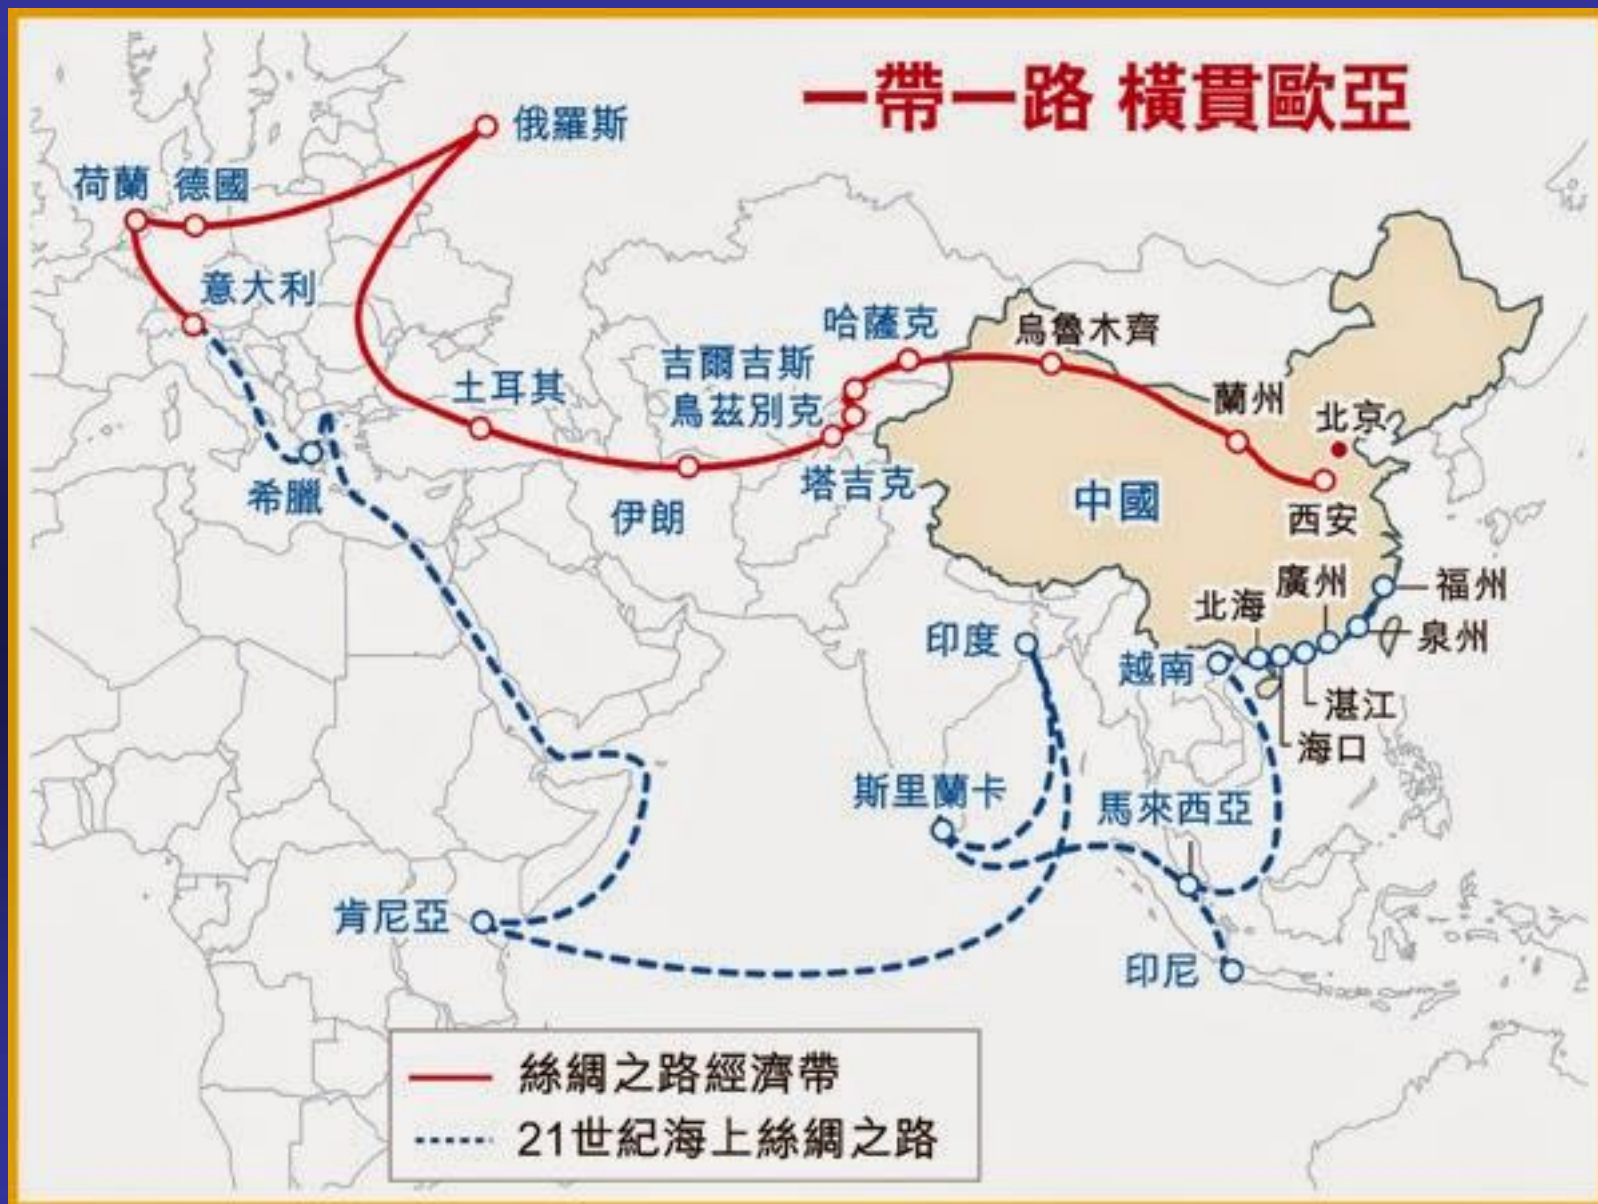 一帶一路 橫貫歐亞
俄羅斯
荷蘭 德國
意大利
哈薩克
烏魯木齊
吉爾吉斯
土耳其
烏茲別克
蘭州
北京
希臘
伊朗
塔吉克
中國
西安
北海
廣州
福州
印度
越南
泉州
湛江
海口
斯里蘭卡
馬來西亞
肯尼亞
印尼
絲綢之路經濟帶
21世紀海上絲綢之路